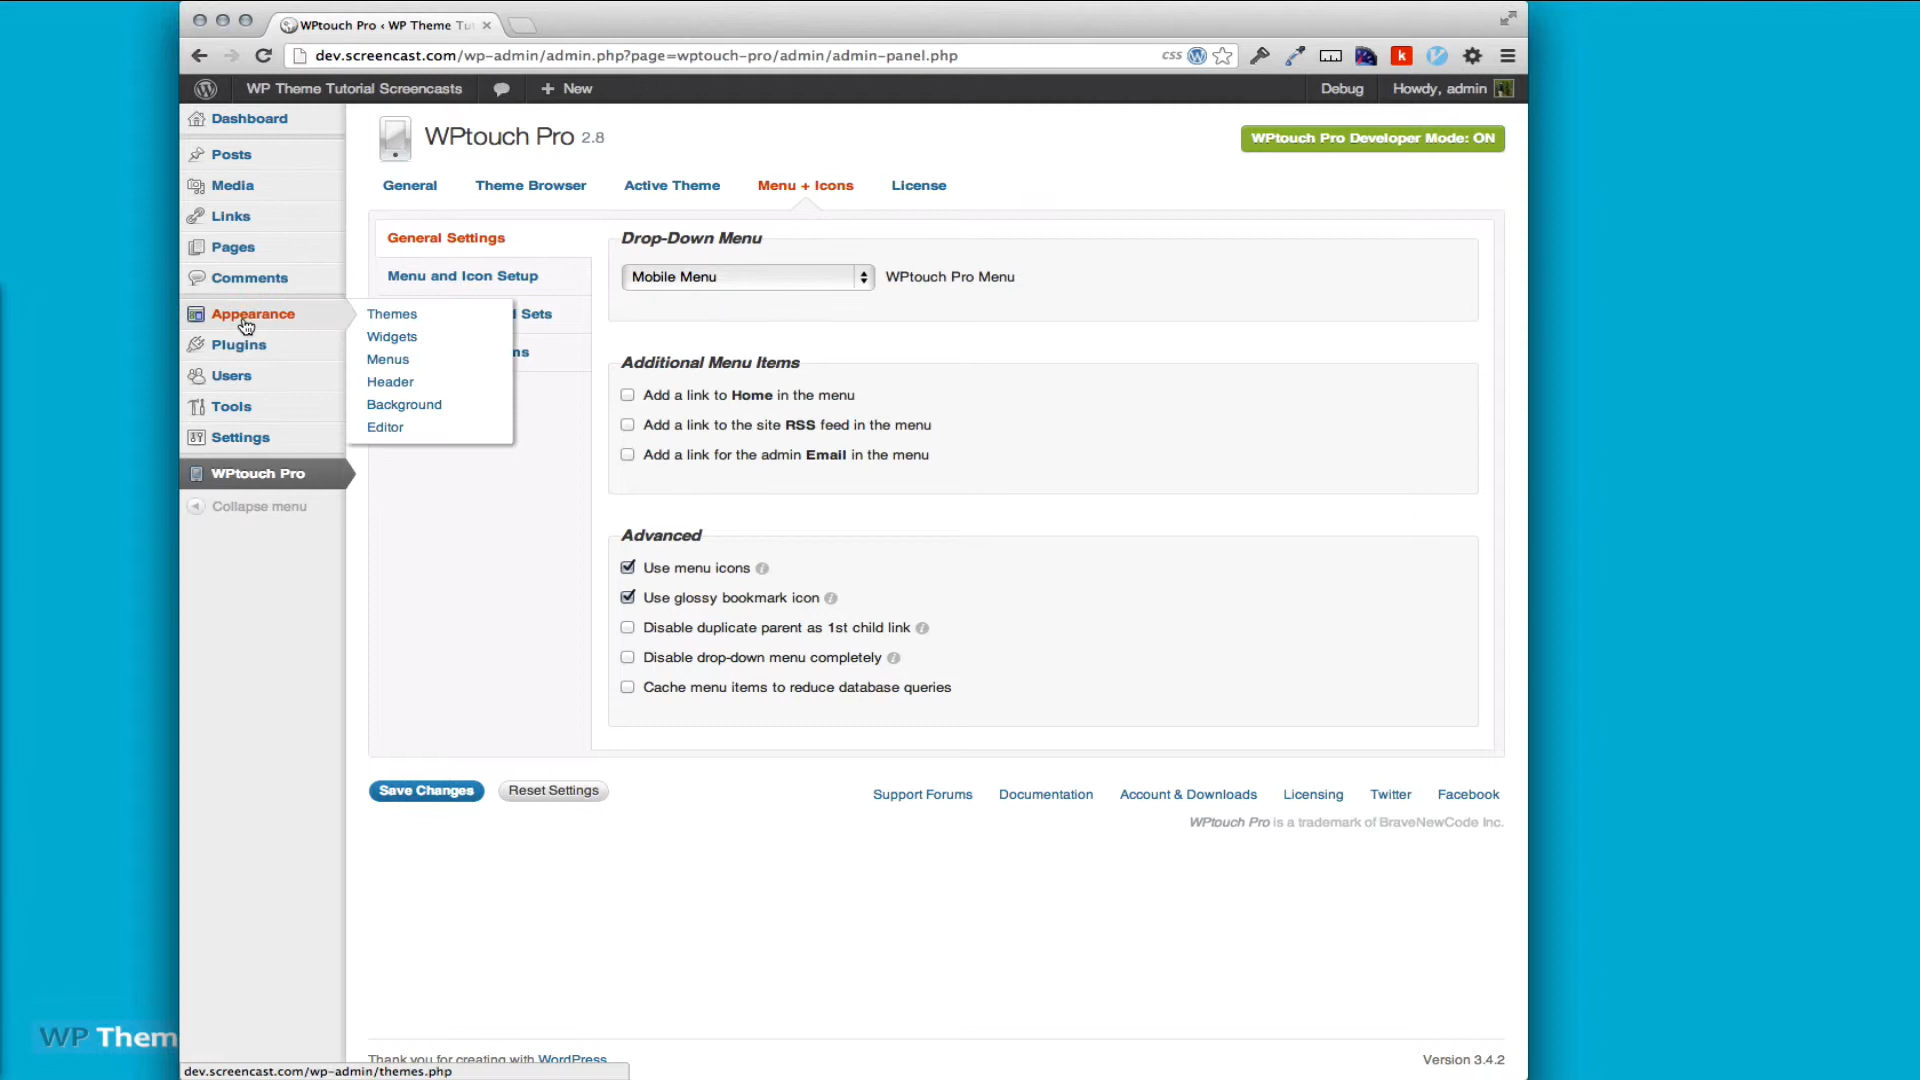 WPtouch Pro ‹ WP Theme Tu
dev.screencast.com/wp-admin/admin.php?page=wptouch-pro/admin/admin-panel.php
CSS
k
WP Theme Tutorial Screencasts
New
Debug
Howdy, admin
Dashboard
Posts
Media
Links
Pages
Comments
Appearance
Plugins
Users
Tools
Settings
WPtouch Pro
Collapse menu
Themes
Widgets
Menus
Header
Background
Editor
WPtouch Pro 2.8
WPtouch Pro Developer Mode: ON
General
Theme Browser
Active Theme
Menu + Icons
License
General Settings
Menu and Icon Setup
Sets
Drop-Down Menu
Mobile Menu
WPtouch Pro Menu
Additional Menu Items
Add a link to Home in the menu
Add a link to the site RSS feed in the menu
Add a link for the admin Email in the menu
Advanced
Use menu icons
Use glossy bookmark icon
Disable duplicate parent as 1st child link
Disable drop-down menu completely
Cache menu items to reduce database queries
Save Changes
Reset Settings
Support Forums
Documentation
Account & Downloads
Licensing
Twitter
Facebook
WPtouch Pro is a trademark of BraveNewCode Inc.
WP Them
Thank you for creating with WordPress
Version 3.4.2
dev.screencast.com/wp-admin/themes.php